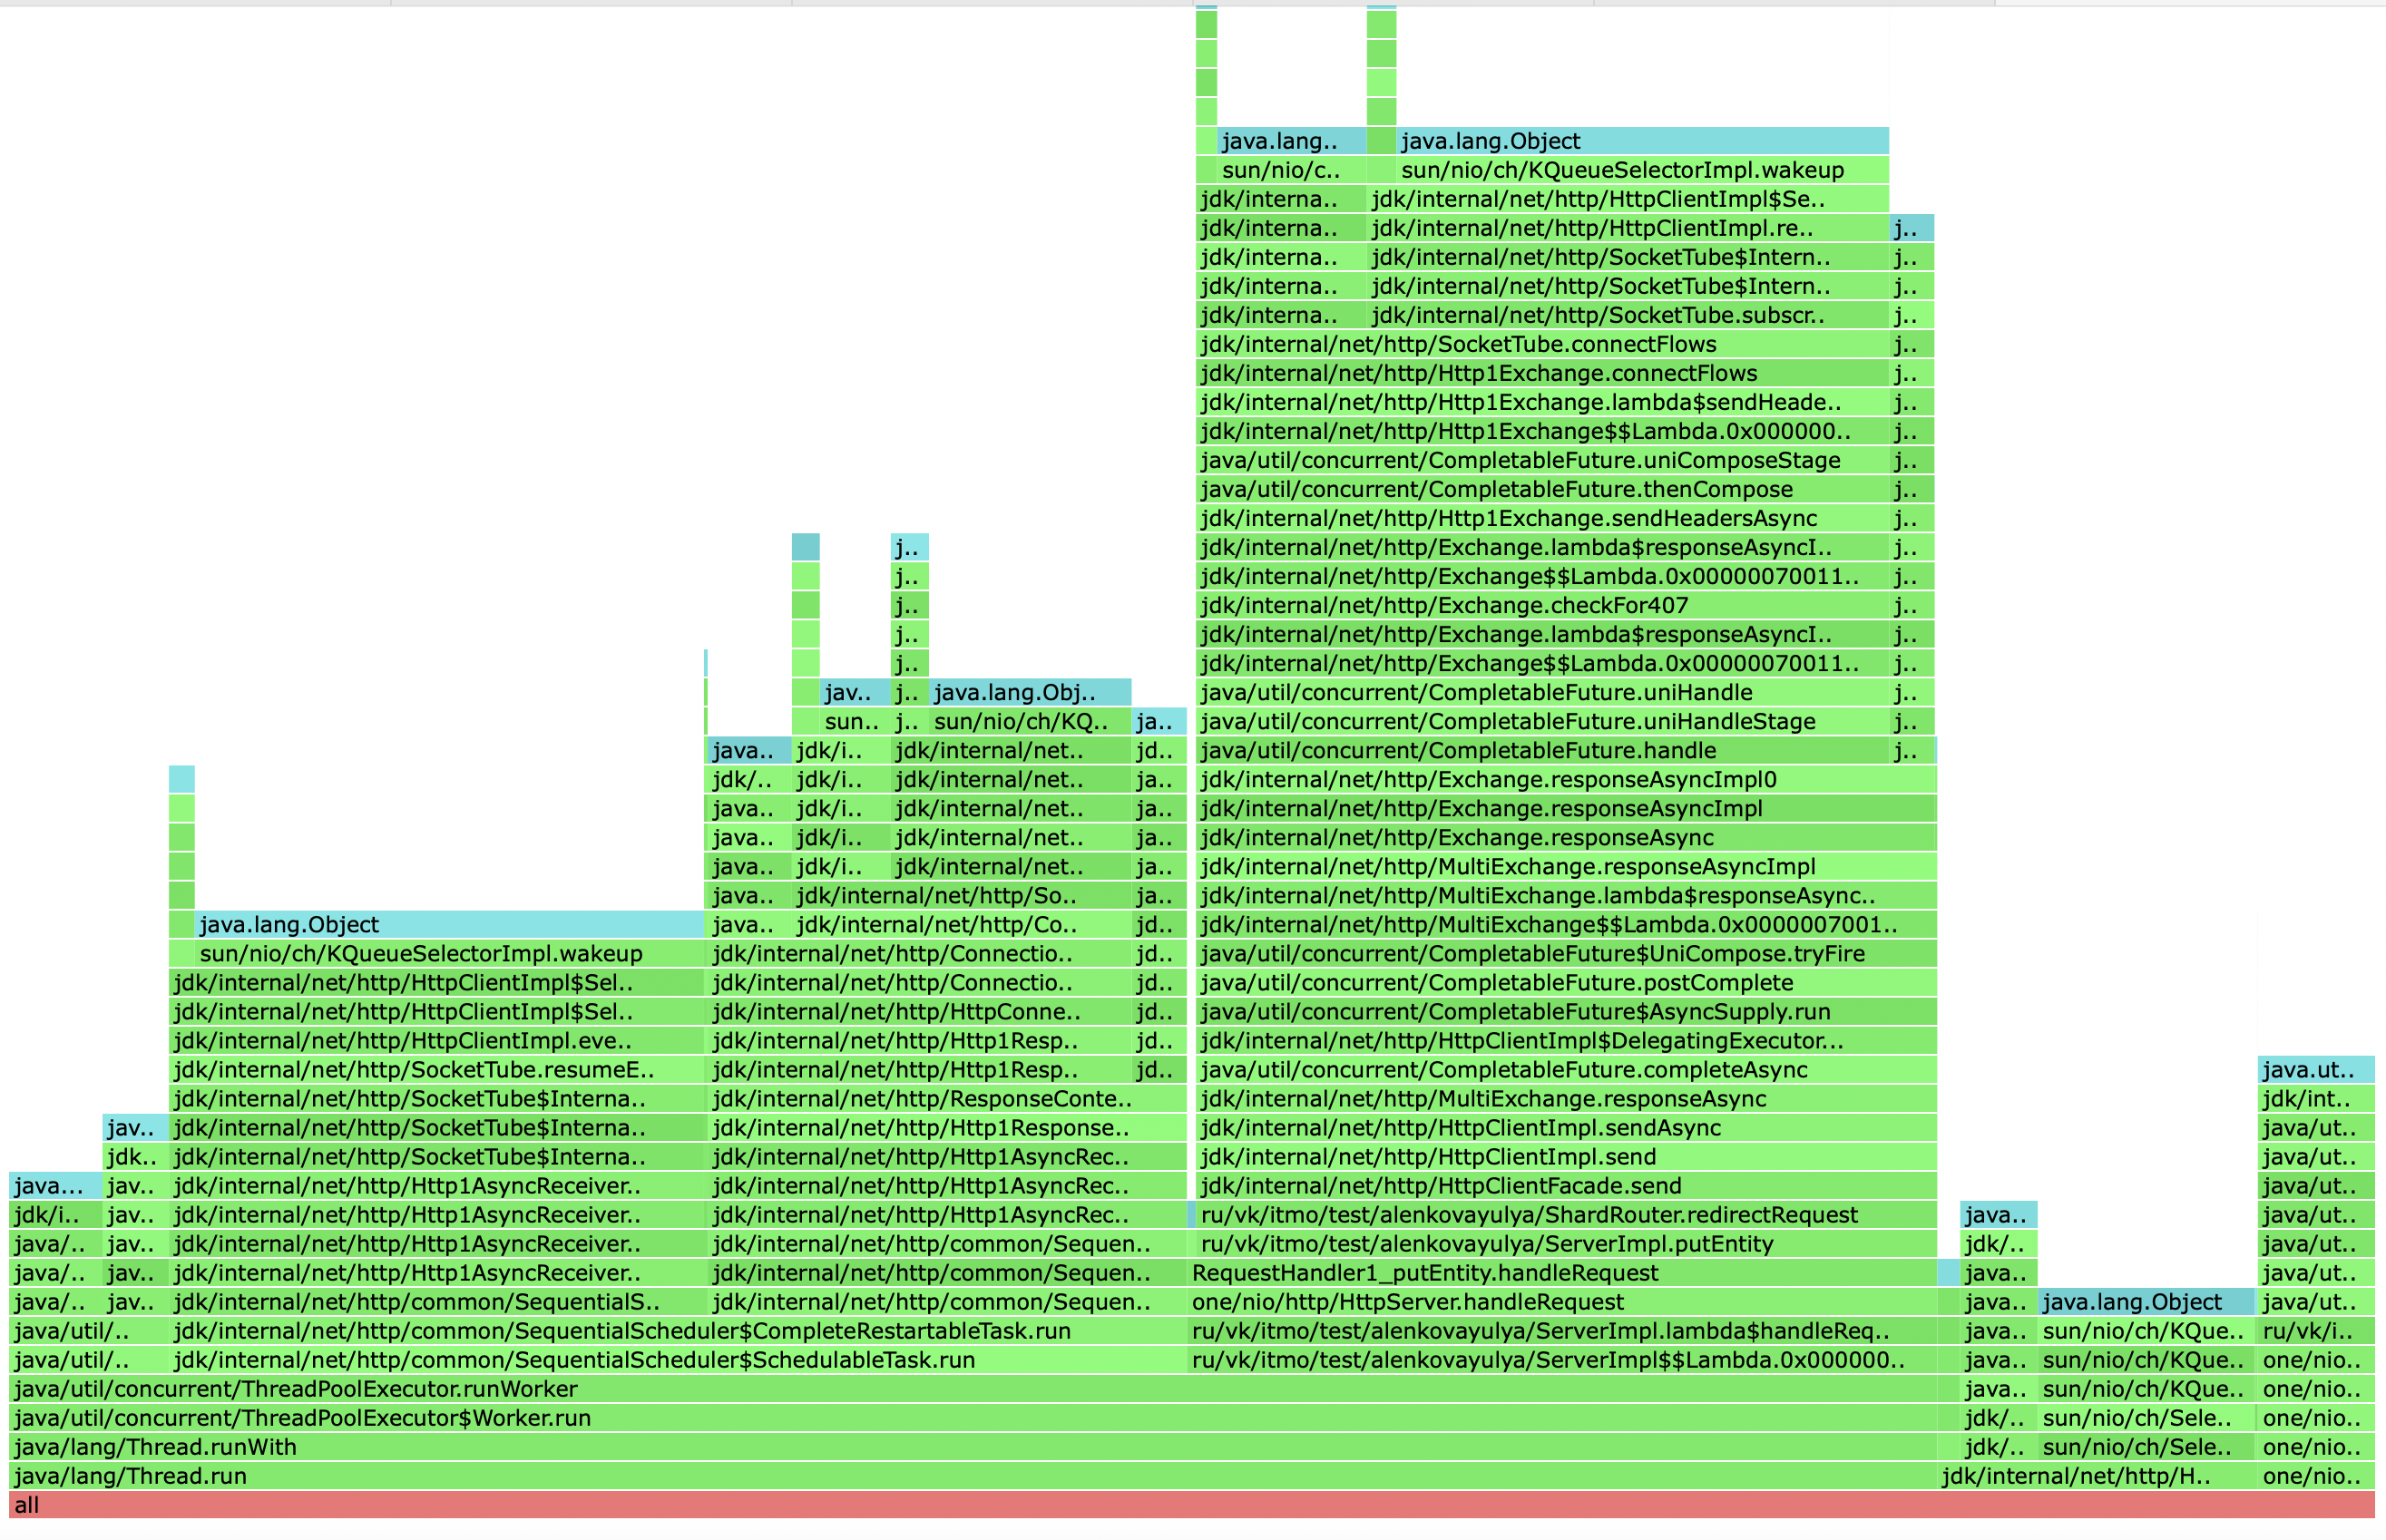 java.lang.. java.lang.Object
sun/nio/c.. sun/nio/ch/KQueueSelectorImpl.wakeup
jdk/interna.. jdk/internal/net/http/HttpClientImpl$Se..
jdk/interna.. jdk/internal/net/http/HttpClientImpl.re.. j..
jdk/interna.. jdk/internal/net/http/SocketTube$Intern.. j..
jdk/interna.. jdk/internal/net/http/SocketTube$Intern.. j..
jdk/interna.. jdk/internal/net/http/SocketTube.subscr.. j..
jdk/internal/net/http/SocketTube.connectFlows j..
jdk/internal/net/http/Http1Exchange.connectFlows j..
jdk/internal/net/http/Http1Exchange.lambda$sendHeade.. j..
jdk/internal/net/http/Http1Exchange$$Lambda.0x000000.. j..
java/util/concurrent/CompletableFuture.uniComposeStage j..
java/util/concurrent/CompletableFuture.thenCompose j..
jdk/internal/net/http/Http1Exchange.sendHeadersAsync j..
j.. jdk/internal/net/http/Exchange.lambda$responseAsyncI.. j..
j.. jdk/internal/net/http/Exchange$$Lambda.0x00000070011.. j..
j.. jdk/internal/net/http/Exchange.checkFor407 j..
j.. jdk/internal/net/http/Exchange.lambda$responseAsyncI.. j..
j.. jdk/internal/net/http/Exchange$$Lambda.0x00000070011.. j..
jav.. j.. java.lang.Obj.. java/util/concurrent/CompletableFuture.uniHandle j..
sun.. j.. sun/nio/ch/KQ.. ja.. java/util/concurrent/CompletableFuture.uniHandleStage j..
java.. jdk/i.. jdk/internal/net.. jd.. java/util/concurrent/CompletableFuture.handle j..
jdk/.. jdk/i.. jdk/internal/net.. ja.. jdk/internal/net/http/Exchange.responseAsyncImpl0
java.. jdk/i.. jdk/internal/net.. ja.. jdk/internal/net/http/Exchange.responseAsyncImpl
java.. jdk/i.. jdk/internal/net.. ja.. jdk/internal/net/http/Exchange.responseAsync
java.. jdk/i.. jdk/internal/net.. ja.. jdk/internal/net/http/MultiExchange.responseAsyncImpl
java.. jdk/internal/net/http/So.. ja.. jdk/internal/net/http/MultiExchange.lambda$responseAsync..
java.lang.Object java.. jdk/internal/net/http/Co.. jd.. jdk/internal/net/http/MultiExchange$$Lambda.0x0000007001..
sun/nio/ch/KQueueSelectorImpl.wakeup jdk/internal/net/http/Connectio.. jd.. java/util/concurrent/CompletableFuture$UniCompose.tryFire
jdk/internal/net/http/HttpClientImpl$Sel.. jdk/internal/net/http/Connectio.. jd.. java/util/concurrent/CompletableFuture.postComplete
jdk/internal/net/http/HttpClientImpl$Sel.. jdk/internal/net/http/HttpConne.. jd.. java/util/concurrent/CompletableFuture$AsyncSupply.run
jdk/internal/net/http/HttpClientImpl.eve.. jdk/internal/net/http/Http1Resp.. jd.. jdk/internal/net/http/HttpClientImpl$DelegatingExecutor...
jdk/internal/net/http/SocketTube.resumeE.. jdk/internal/net/http/Http1Resp.. jd.. java/util/concurrent/CompletableFuture.completeAsync java.ut..
jdk/internal/net/http/SocketTube$Interna.. jdk/internal/net/http/ResponseConte.. jdk/internal/net/http/MultiExchange.responseAsync jdk/int..
jav.. jdk/internal/net/http/SocketTube$Interna.. jdk/internal/net/http/Http1Response.. jdk/internal/net/http/HttpClientImpl.sendAsync java/ut..
jdk.. jdk/internal/net/http/SocketTube$Interna.. jdk/internal/net/http/Http1AsyncRec.. jdk/internal/net/http/HttpClientImpl.send java/ut..
java... jav.. jdk/internal/net/http/Http1AsyncReceiver.. jdk/internal/net/http/Http1AsyncRec.. jdk/internal/net/http/HttpClientFacade.send java/ut..
jdk/i.. jav.. jdk/internal/net/http/Http1AsyncReceiver.. jdk/internal/net/http/Http1AsyncRec.. ru/vk/itmo/test/alenkovayulya/ShardRouter.redirectRequest java.. java/ut..
java/.. jav.. jdk/internal/net/http/Http1AsyncReceiver.. jdk/internal/net/http/common/Sequen.. ru/vk/itmo/test/alenkovayulya/ServerImpl.putEntity jdk/.. java/ut..
java/.. jav.. jdk/internal/net/http/Http1AsyncReceiver.. jdk/internal/net/http/common/Sequen.. RequestHandler1_putEntity.handleRequest java.. java/ut..
java/.. jav.. jdk/internal/net/http/common/SequentialS.. jdk/internal/net/http/common/Sequen.. one/nio/http/HttpServer.handleRequest java.. java.lang.Object java/ut..
java/util/.. jdk/internal/net/http/common/SequentialScheduler$CompleteRestartableTask.run ru/vk/itmo/test/alenkovayulya/ServerImpl.lambda$handleReq.. java.. sun/nio/ch/KQue.. ru/vk/i..
java/util/.. jdk/internal/net/http/common/SequentialScheduler$SchedulableTask.run ru/vk/itmo/test/alenkovayulya/ServerImpl$$Lambda.0x000000.. java.. sun/nio/ch/KQue.. one/nio..
java/util/concurrent/ThreadPoolExecutor.runWorker java.. sun/nio/ch/KQue.. one/nio..
java/util/concurrent/ThreadPoolExecutor$Worker.run jdk/.. sun/nio/ch/Sele.. one/nio..
java/lang/Thread.runWith jdk/.. sun/nio/ch/Sele.. one/nio..
java/lang/Thread.run jdk/internal/net/http/H.. one/nio..
all